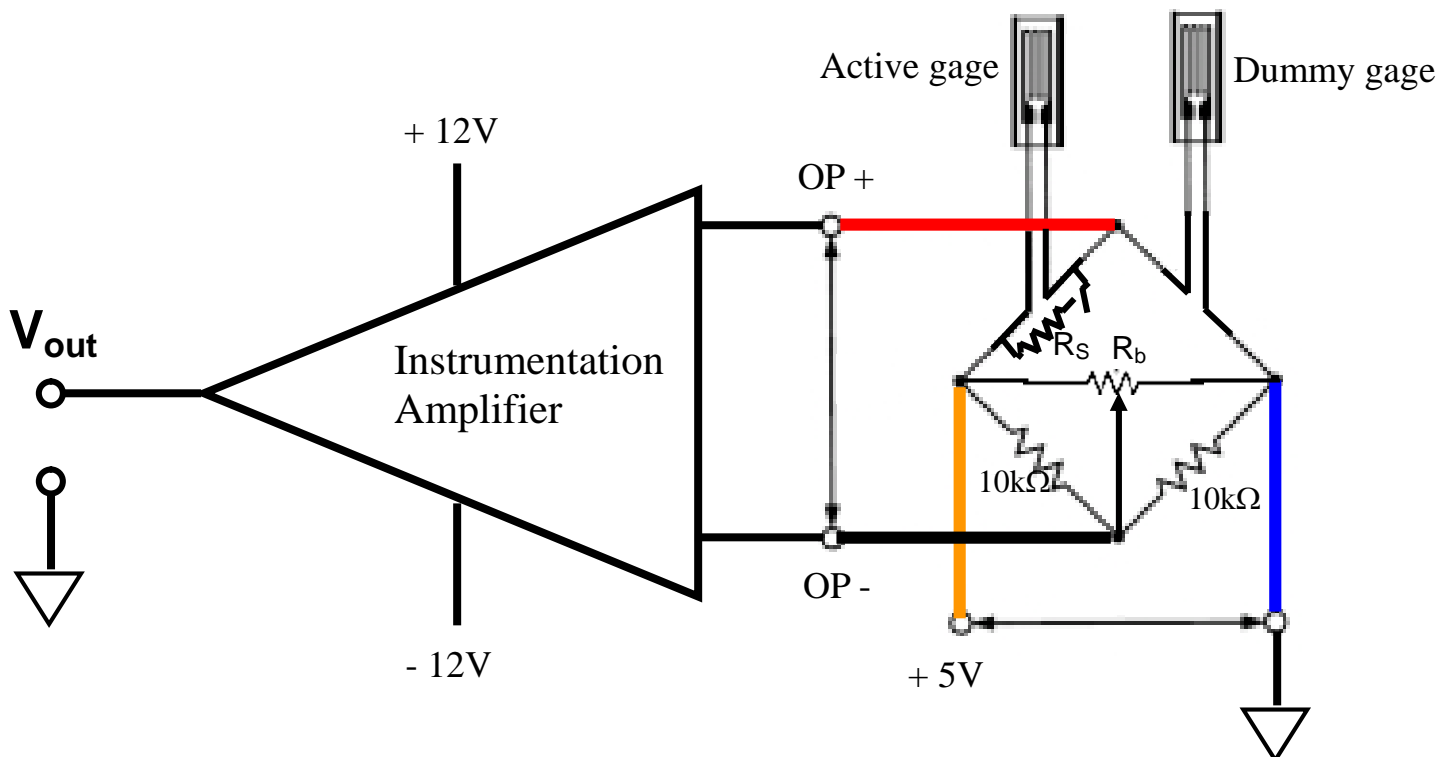 Active gage
Dummy gage
+ 12V
OP +
Vout
Instrumentation
Amplifier
RS
Rb
10kΩ
10kΩ
OP -
- 12V
+ 5V